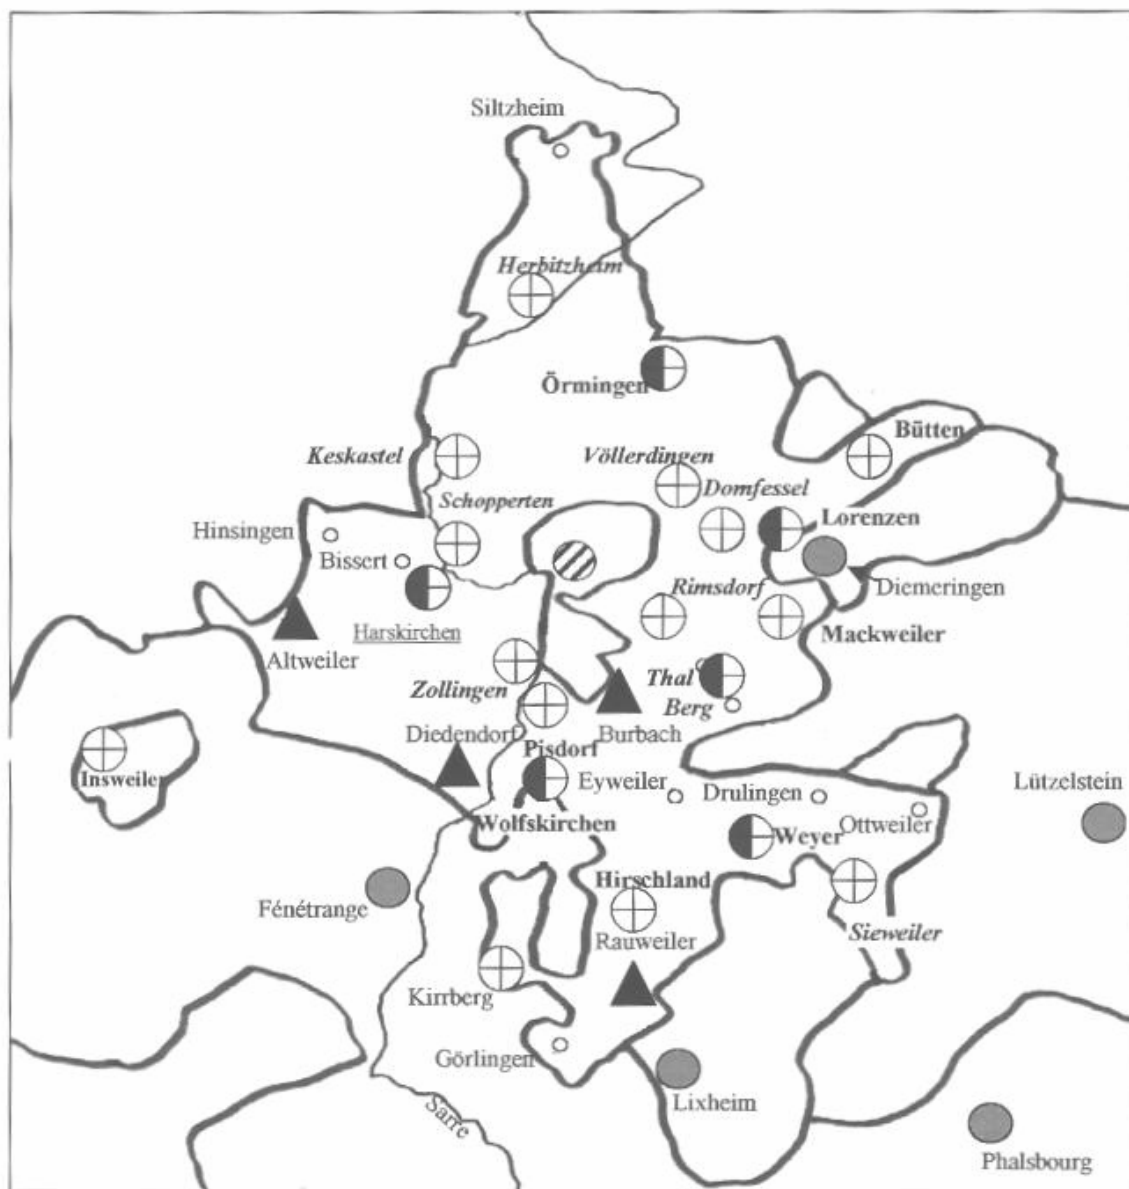 Siltzheim
Herbitzheim
Örmingen
Bütten
Keskastel
Völlerdingen
Schopperten
Domfessel
Hinsingen
Lorenzen
Bissert
Diemeringen
Rimsdorf
Harskirchen
Mackweiler
Altweiler
Thal
Zollingen
Berg
Diedendorf
Burbach
Pisdorf
Insweiler
Eyweiler
Drulingen
Lützelstein
Wolfskirchen
Weyer
Ottweiler
Hirschland
Fénétrange
Sieweiler
Rauweiler
Kirrberg
Görlingen
Lixheim
Sarre
Phalsbourg